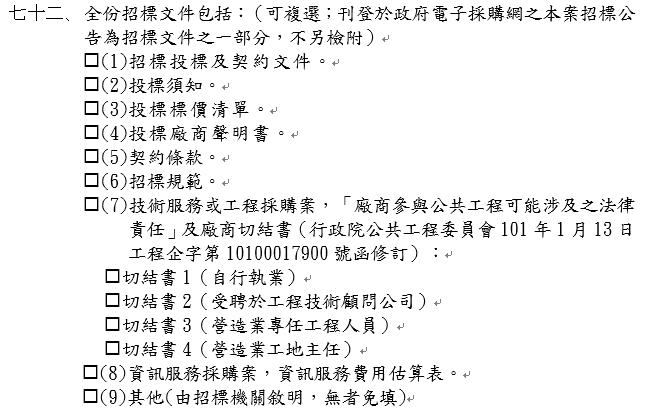 七十二、全份招標文件包括：（可複選；刊登於政府電子採購網之本案招標公
告為招標文件之一部分，不另檢附）
□(1)招標投標及契約文件。
□(2)投標須知。
□(3)投標標價清單。
□(4)投標廠商聲明書。
□(5)契約條款。
□(6)招標規範。
□(7)技術服務或工程採購案，「廠商參與公共工程可能涉及之法律
責任」及廠商切結書（行政院公共工程委員會 101 年 1 月 13 日
工程企字第 10100017900 號函修訂）：
□切結書 1（自行執業）
□切結書 2（受聘於工程技術顧問公司）
□切結書 3（營造業專任工程人員）
□切結書 4（營造業工地主任）
□(8)資訊服務採購案，資訊服務費用估算表。
□(9)其他(由招標機關敘明，無者免填)